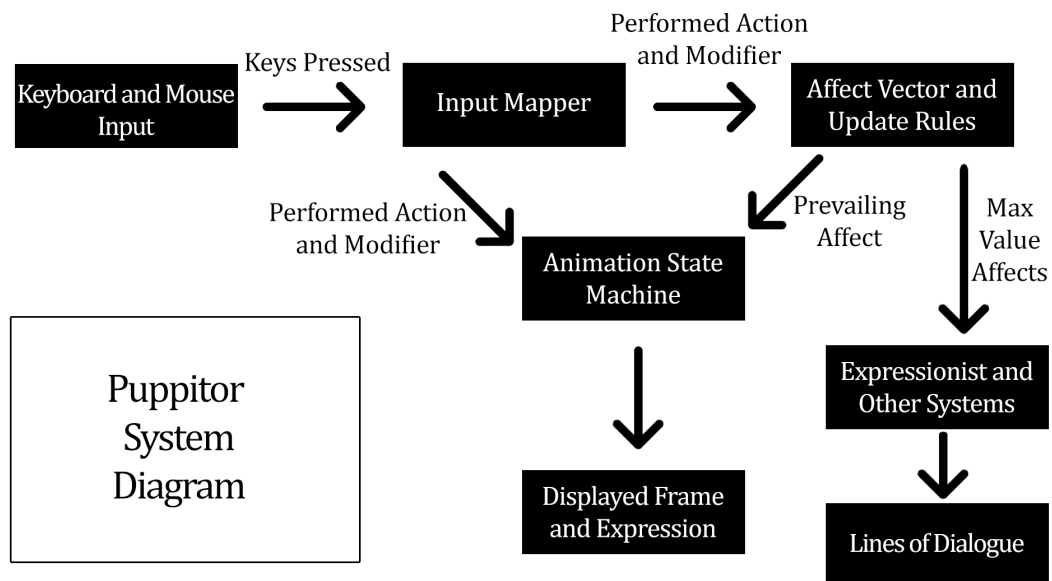 Keyboard and Mouse
Input
Keys Pressed
Input Mapper
Performed Action
and Modifier
Affect Vector and
Update Rules
Performed Action
and Modifier
Prevailing
Affect
Max
Value
Affects
Animation State
Machine
Displayed Frame
and Expression
Expressionist and
Other Systems
Lines of Dialogue
Puppitor
System
Diagram